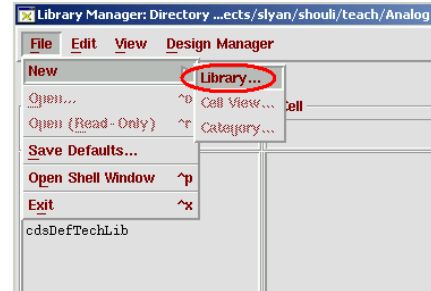 Library Manager: Directory ...ects/slyan/shouli/teach/Analog
File Edit View Design Manager
New
Library...
Open... ^o
Cell View...
Cell
Open (Read-Only) ^r
Category...
Save Defaults...
Open Shell Window ^p
Exit ^x
cdsDefTechLib